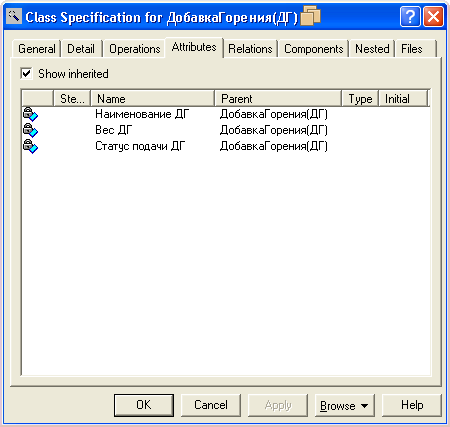 Class Specification for ДобавкаГорения(ДГ)
General Detail Operations Attributes Relations Components Nested Files
Show inherited
Ste... Name Parent Type Initial
Наименование ДГ ДобавкаГорения(ДГ)
Вес ДГ ДобавкаГорения(ДГ)
Статус подачи ДГ ДобавкаГорения(ДГ)
OK Cancel Apply Browse Help